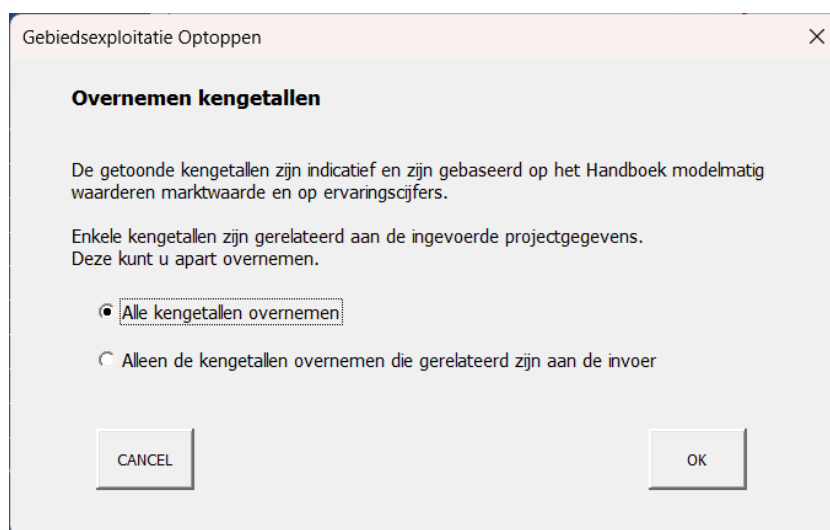 Gebiedsexploitatie Optoppen
Overnemen kengetallen
De getoonde kengetallen zijn indicatief en zijn gebaseerd op het Handboek modelmatig
waarderen marktwaarde en op ervaringscijfers.
Enkele kengetallen zijn gerelateerd aan de ingevoerde projectgegevens.
Deze kunt u apart overnemen.
Alle kengetallen overnemen
Alleen de kengetallen overnemen die gerelateerd zijn aan de invoer
CANCEL OK